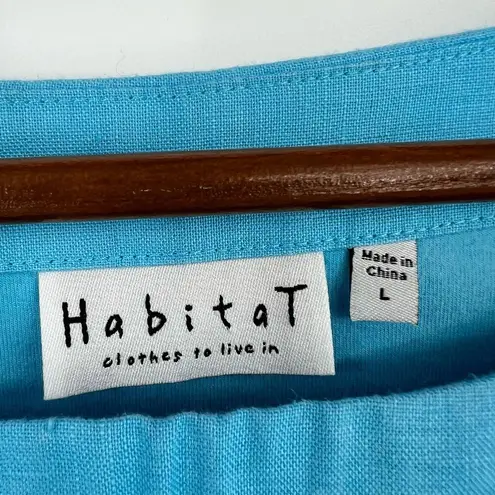 HabitaT
clothes to live in
Made in
China
L